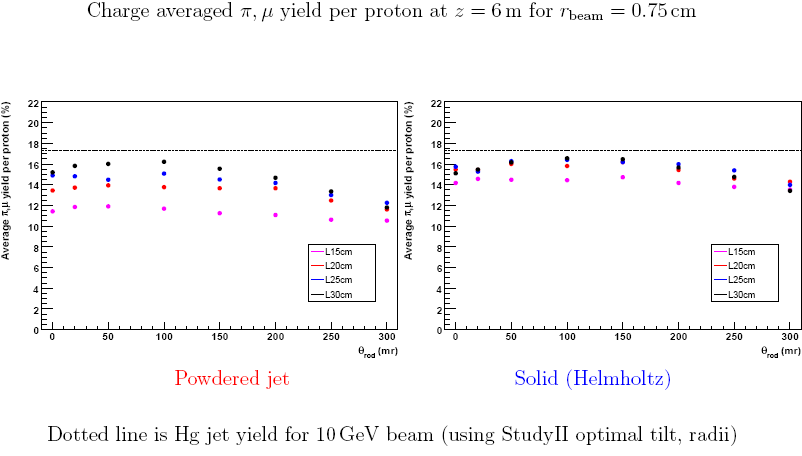 Charge averaged π, μ yield per proton at z = 6 m for r_beam = 0.75 cm
Average π,μ yield per proton (%)
22
20
18
16
14
12
10
8
6
4
2
0
L15cm
L20cm
L25cm
L30cm
0 50 100 150 200 250 300
θ_rod (mr)
Powdered jet
Average π,μ yield per proton (%)
22
20
18
16
14
12
10
8
6
4
2
0
L15cm
L20cm
L25cm
L30cm
0 50 100 150 200 250 300
θ_rod (mr)
Solid (Helmholtz)
Dotted line is Hg jet yield for 10 GeV beam (using StudyII optimal tilt, radii)